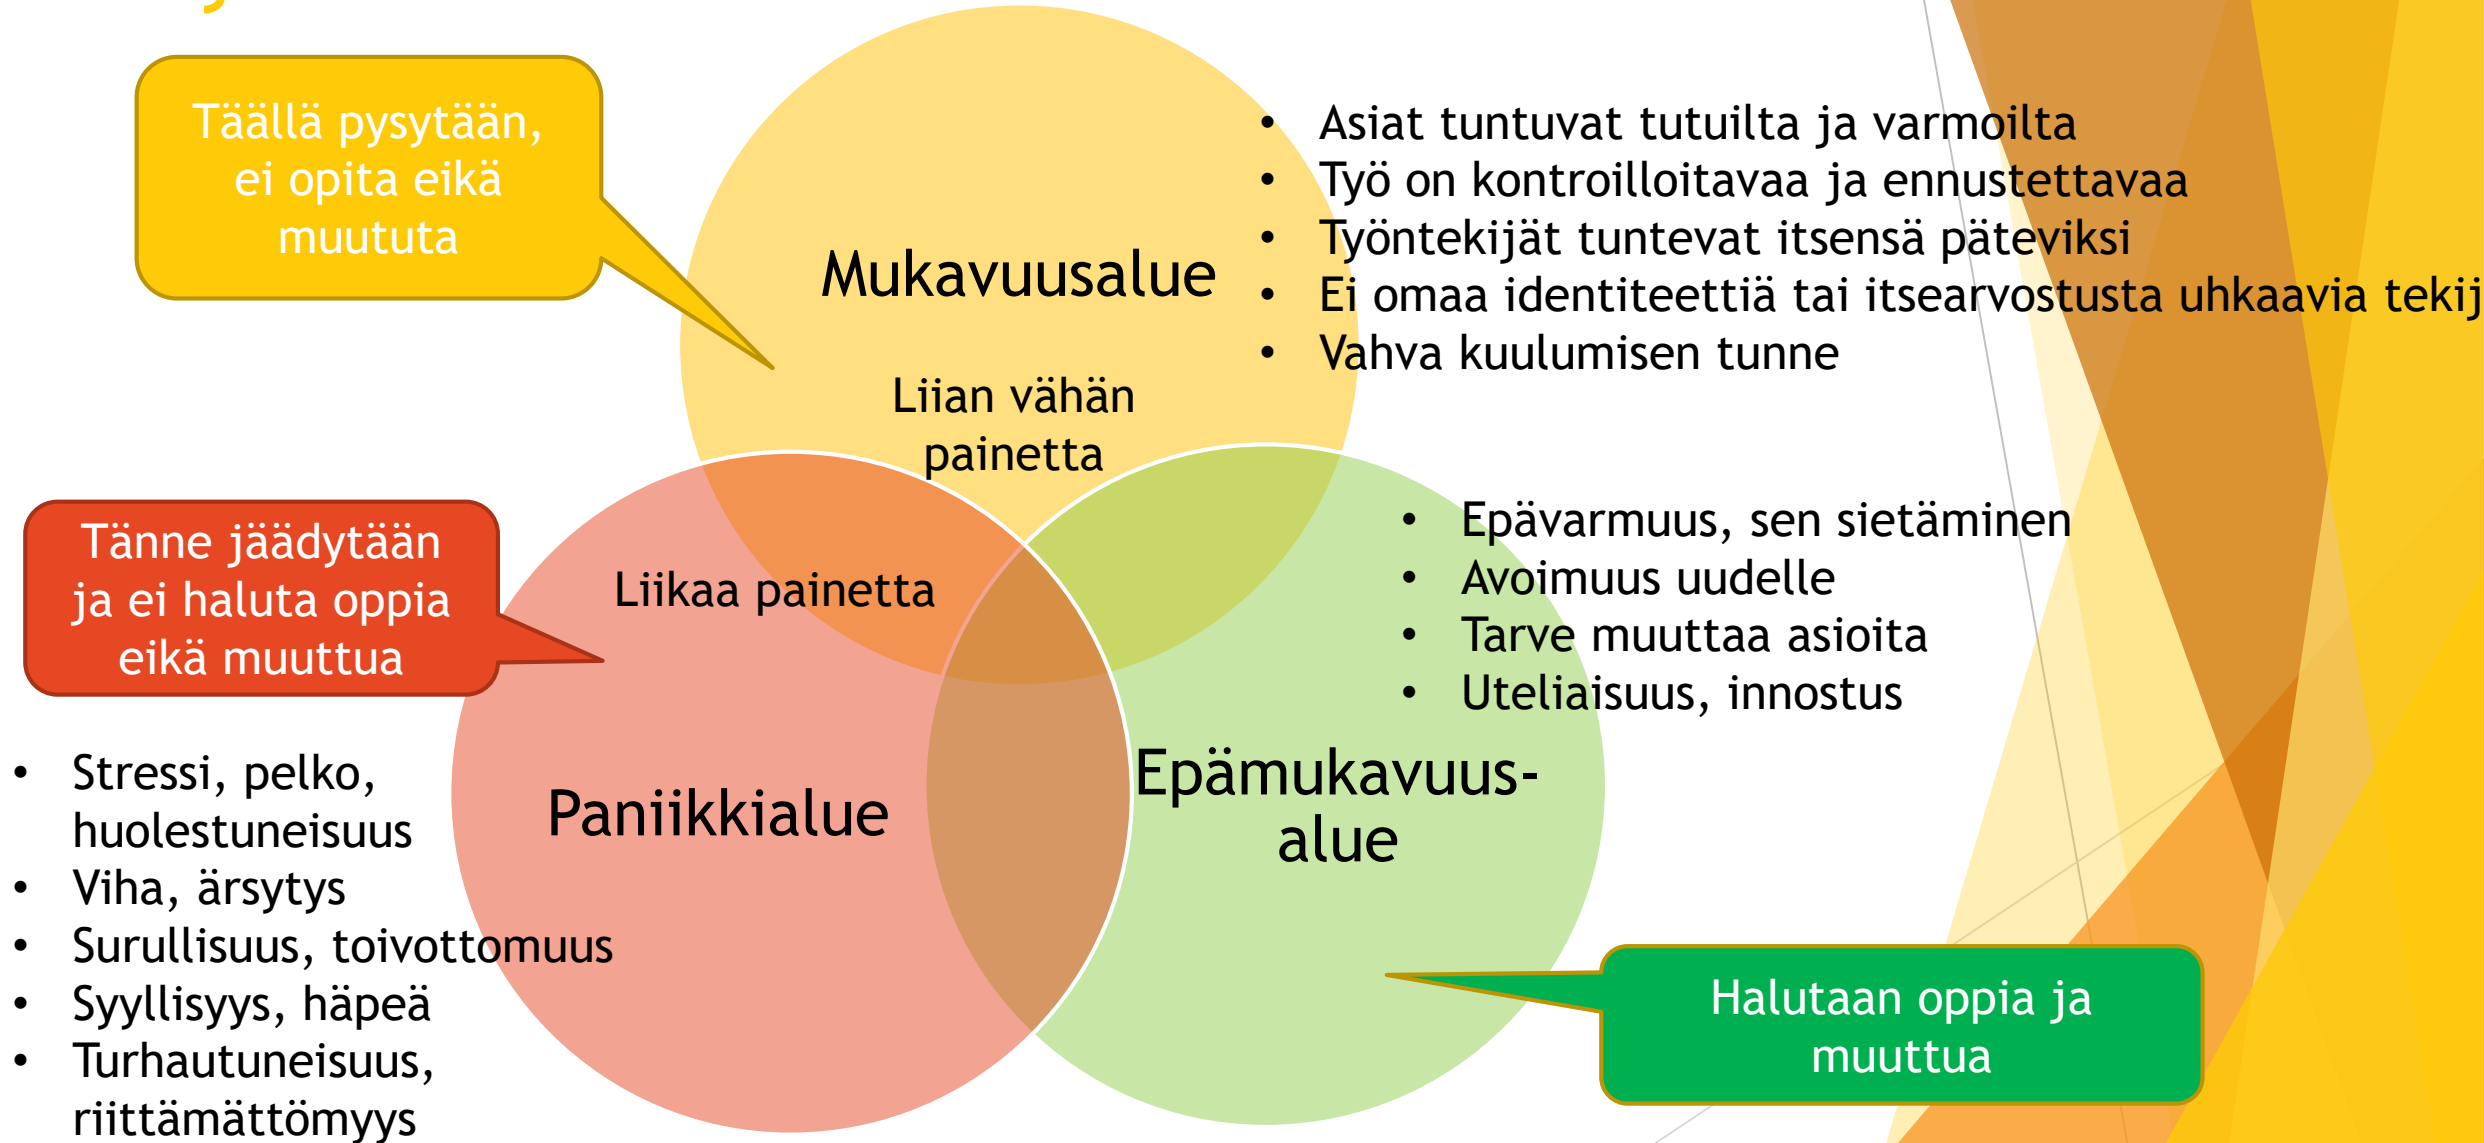 Täällä pysytään,
ei opita eikä
muututa
Mukavuusalue
Liian vähän
painetta
• Asiat tuntuvat tutuilta ja varmoilta
• Työ on kontroilloitavaa ja ennustettavaa
• Työntekijät tuntevat itsensä päteviksi
• Ei omaa identiteettiä tai itsearvostusta uhkaavia tekij
• Vahva kuulumisen tunne
Tänne jäädytään
ja ei haluta oppia
eikä muuttua
Liikaa painetta
Paniikkialue
• Stressi, pelko,
huolestuneisuus
• Viha, ärsytys
• Surullisuus, toivottomuus
• Syyllisyys, häpeä
• Turhautuneisuus,
riittämättömyys
• Epävarmuus, sen sietäminen
• Avoimuus uudelle
• Tarve muuttaa asioita
• Uteliaisuus, innostus
Epämukavuus-
alue
Halutaan oppia ja
muuttua